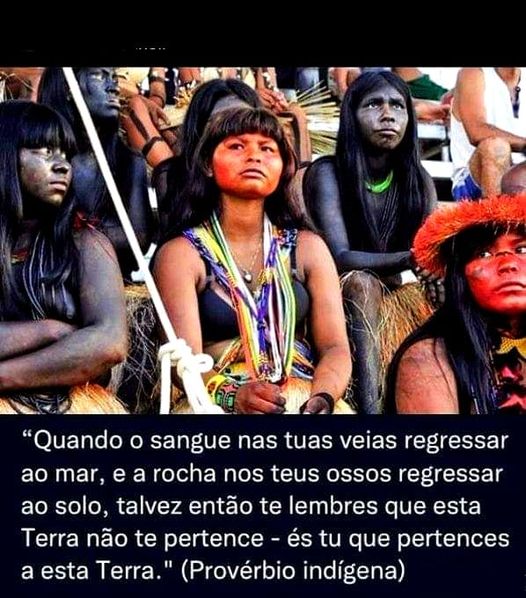 “Quando o sangue nas tuas veias regressar
ao mar, e a rocha nos teus ossos regressar
ao solo, talvez então te lembres que esta
Terra não te pertence - és tu que pertences
a esta Terra." (Provérbio indígena)